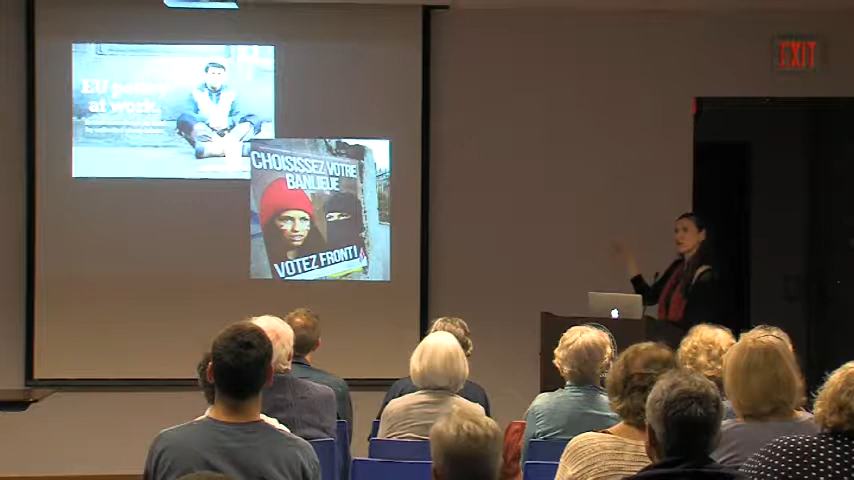 EU policy
at work.
CHOISISSEZ VOTRE
BANLIEUE
VOTEZ FRONT!
EXIT